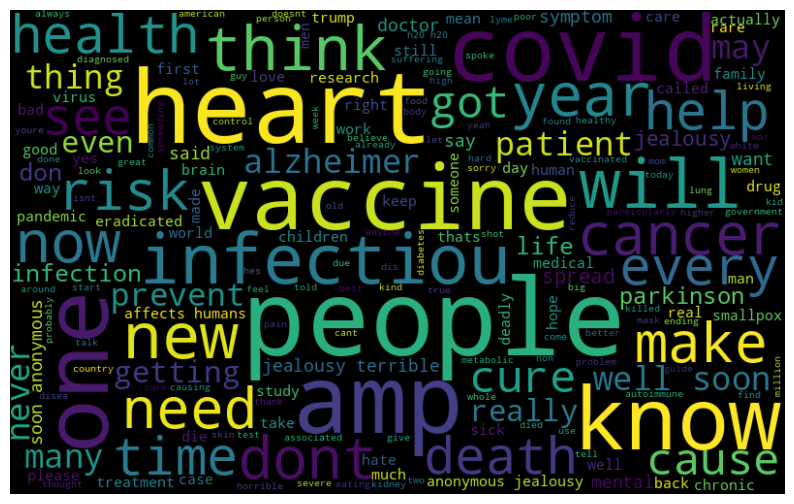 always
american
person
doesnt
poor
health
think
covid
trump
men
doctor
h20 h20
mean
symptom
care
actually
rare
still
suffering
lyme
may
diagnosed
thing
heart
first
guy
love
research
spoke
going
high
family
virus
lot
got
year
help
called
living
bad
see
right
food
body
week
found
healthy
youre
spreading
control
yeah
good
even
common
done
look
system
work
believe
already
let
patient
jealousy
war
white
don
yes
great
said
say
isnt
brain
vaccine
someone
hard
sorry
vaccinated
mom
women
want
way
alzheimer
day
human
today
drug
risk
made
old
keep
will
lung
kid
pandemic
eradicated
anyone
reduce
particularly
higher
government
now
world
children
thats
shot
cancer
infectiou
hes
due
dis
diabetes
life
every
around
start
feel
told
kind
true
medical
man
infection
prevent
best
big
spread
parkinson
never
soon anonymous
probably
one
affects humans
people
deadly
hope
killed
real
smallpox
talk
new
pain
cant
come
better
mask
ending
country
getting
jealousy terrible
metabolic
non
problem
make
disea
turn
causing
study
amp
whole
autoimmune
guide
million
need
thank
take
cure
well soon
find
many
time
die
skin
test
associated
give
really
sick
died
use
know
please
hate
death
tell
cause
thought
treatment
case
horrible
dont
severe
eating
kidney
much
two
anonymous jealousy
well
mental
back
chronic